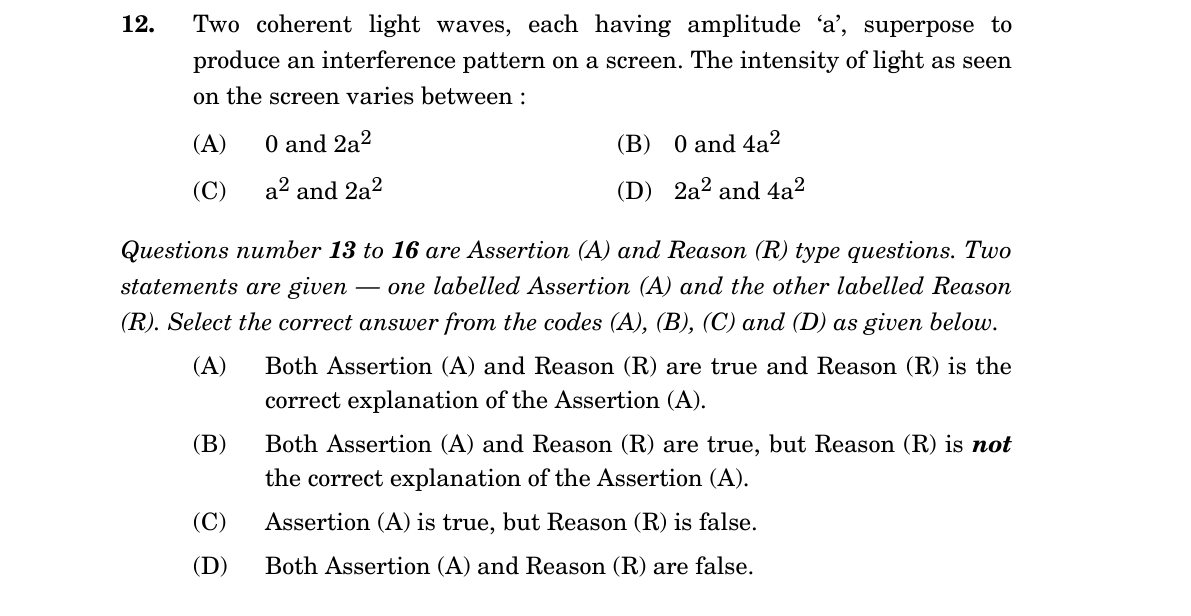 12. Two coherent light waves, each having amplitude ‘a’, superpose to
produce an interference pattern on a screen. The intensity of light as seen
on the screen varies between :
(A) 0 and 2a² (B) 0 and 4a²
(C) a² and 2a² (D) 2a² and 4a²
Questions number 13 to 16 are Assertion (A) and Reason (R) type questions. Two
statements are given — one labelled Assertion (A) and the other labelled Reason
(R). Select the correct answer from the codes (A), (B), (C) and (D) as given below.
(A) Both Assertion (A) and Reason (R) are true and Reason (R) is the
correct explanation of the Assertion (A).
(B) Both Assertion (A) and Reason (R) are true, but Reason (R) is not
the correct explanation of the Assertion (A).
(C) Assertion (A) is true, but Reason (R) is false.
(D) Both Assertion (A) and Reason (R) are false.